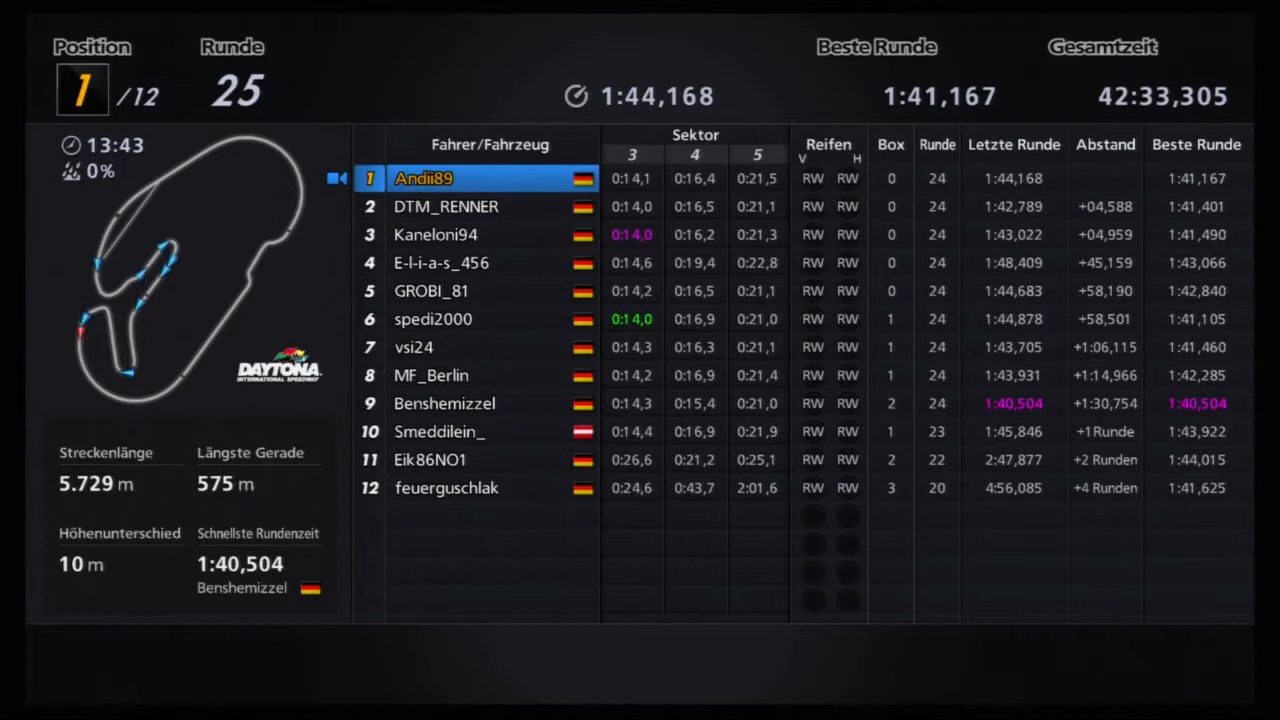 Position Runde Beste Runde Gesamtzeit
1 /12 25 1:44,168 1:41,167 42:33,305
13:43
0%
DAYTONA
INTERNATIONAL SPEEDWAY
Streckenlänge Längste Gerade
5.729 m 575 m
Höhenunterschied Schnellste Rundenzeit
10 m 1:40,504
Benshemizzel
Fahrer/Fahrzeug Sektor Reifen Box Runde Letzte Runde Abstand Beste Runde
3 4 5 V H
1 Andii89 0:14,1 0:16,4 0:21,5 RW RW 0 24 1:44,168 1:41,167
2 DTM_RENNER 0:14,0 0:16,5 0:21,1 RW RW 0 24 1:42,789 +04,588 1:41,401
3 Kaneloni94 0:14,0 0:16,2 0:21,3 RW RW 0 24 1:43,022 +04,959 1:41,490
4 E-l-i-a-s_456 0:14,6 0:19,4 0:22,8 RW RW 0 24 1:48,409 +45,159 1:43,066
5 GROBI_81 0:14,2 0:16,5 0:21,1 RW RW 0 24 1:44,683 +58,190 1:42,840
6 spedi2000 0:14,0 0:16,9 0:21,0 RW RW 1 24 1:44,878 +58,501 1:41,105
7 vsi24 0:14,3 0:16,3 0:21,1 RW RW 1 24 1:43,705 +1:06,115 1:41,460
8 MF_Berlin 0:14,2 0:16,9 0:21,4 RW RW 1 24 1:43,931 +1:14,966 1:42,285
9 Benshemizzel 0:14,3 0:15,4 0:21,0 RW RW 2 24 1:40,504 +1:30,754 1:40,504
10 Smeddilein_ 0:14,4 0:16,9 0:21,9 RW RW 1 23 1:45,846 +1 Runde 1:43,922
11 Eik86NO1 0:26,6 0:21,2 0:25,1 RW RW 2 22 2:47,877 +2 Runden 1:44,015
12 feuerguschlak 0:24,6 0:43,7 2:01,6 RW RW 3 20 4:56,085 +4 Runden 1:41,625